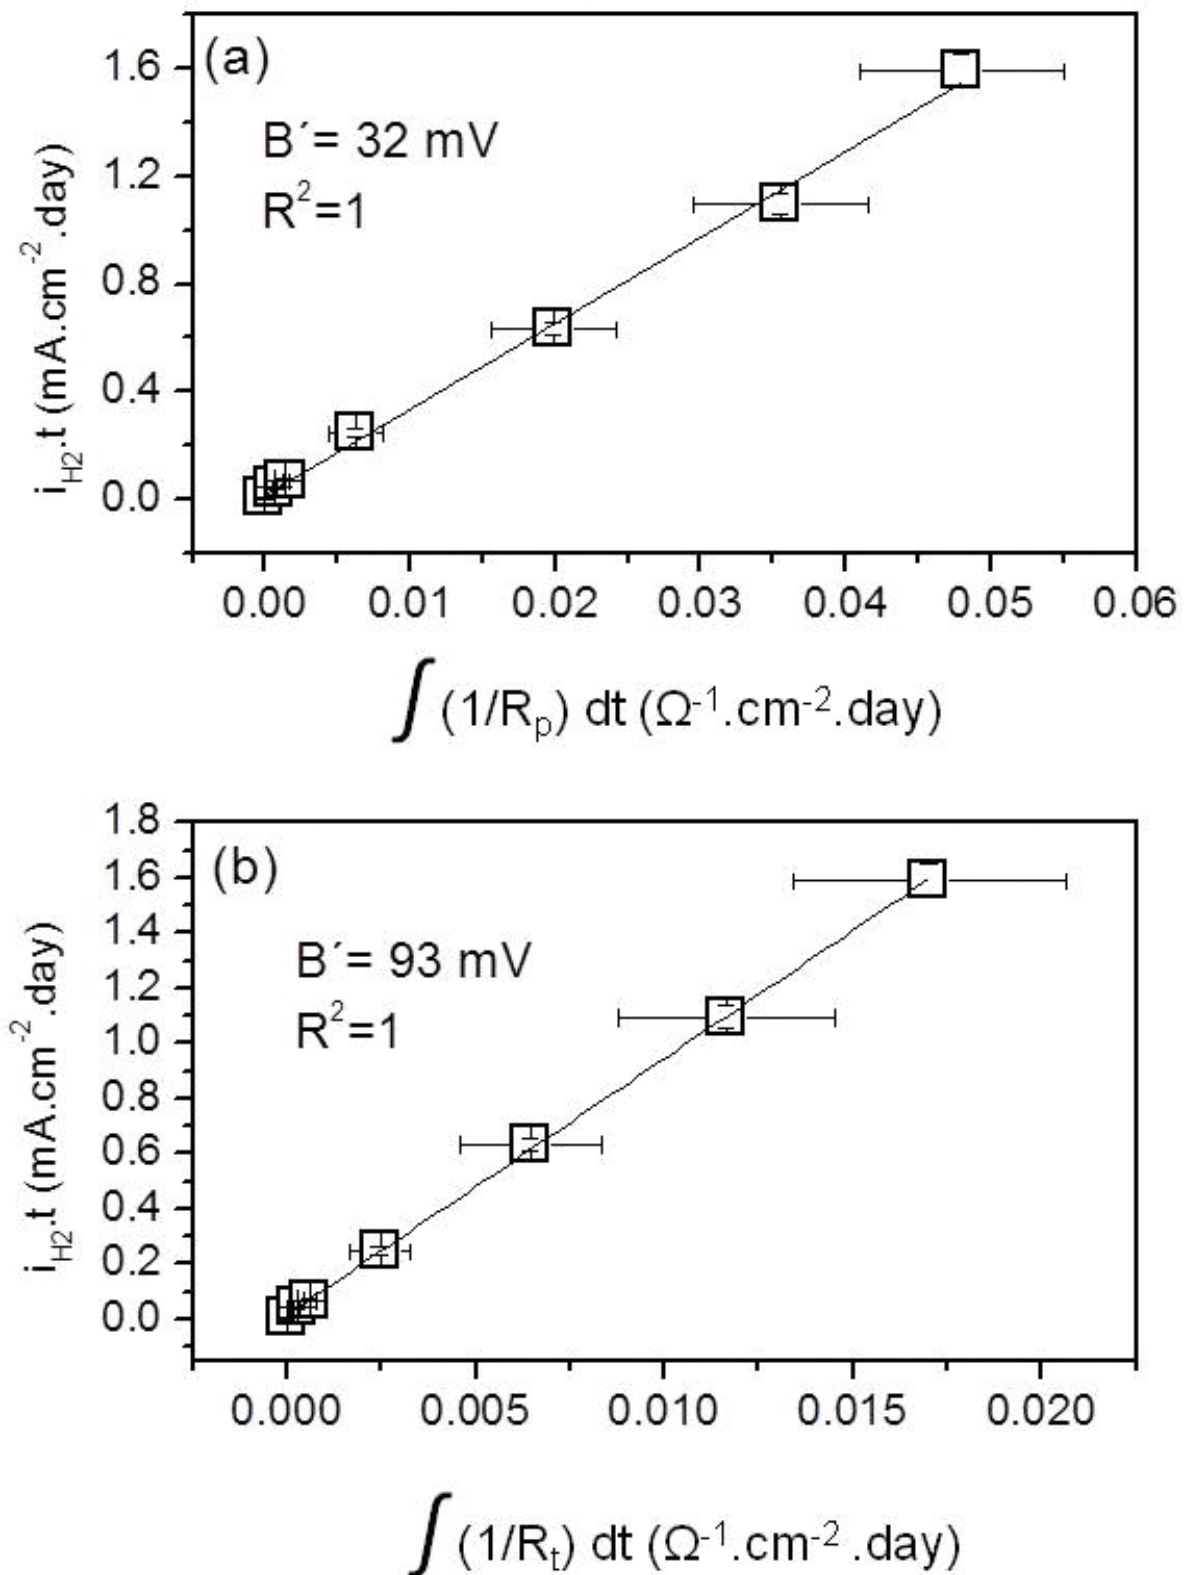 (a)
B´= 32 mV
R²=1
i_H2.t (mA.cm⁻².day)
1.6
1.2
0.8
0.4
0.0
0.00 0.01 0.02 0.03 0.04 0.05 0.06
∫ (1/Rₚ) dt (Ω⁻¹.cm⁻².day)
(b)
B´= 93 mV
R²=1
i_H2.t (mA.cm⁻².day)
1.8
1.6
1.4
1.2
1.0
0.8
0.6
0.4
0.2
0.0
0.000 0.005 0.010 0.015 0.020
∫ (1/Rₜ) dt (Ω⁻¹.cm⁻² .day)